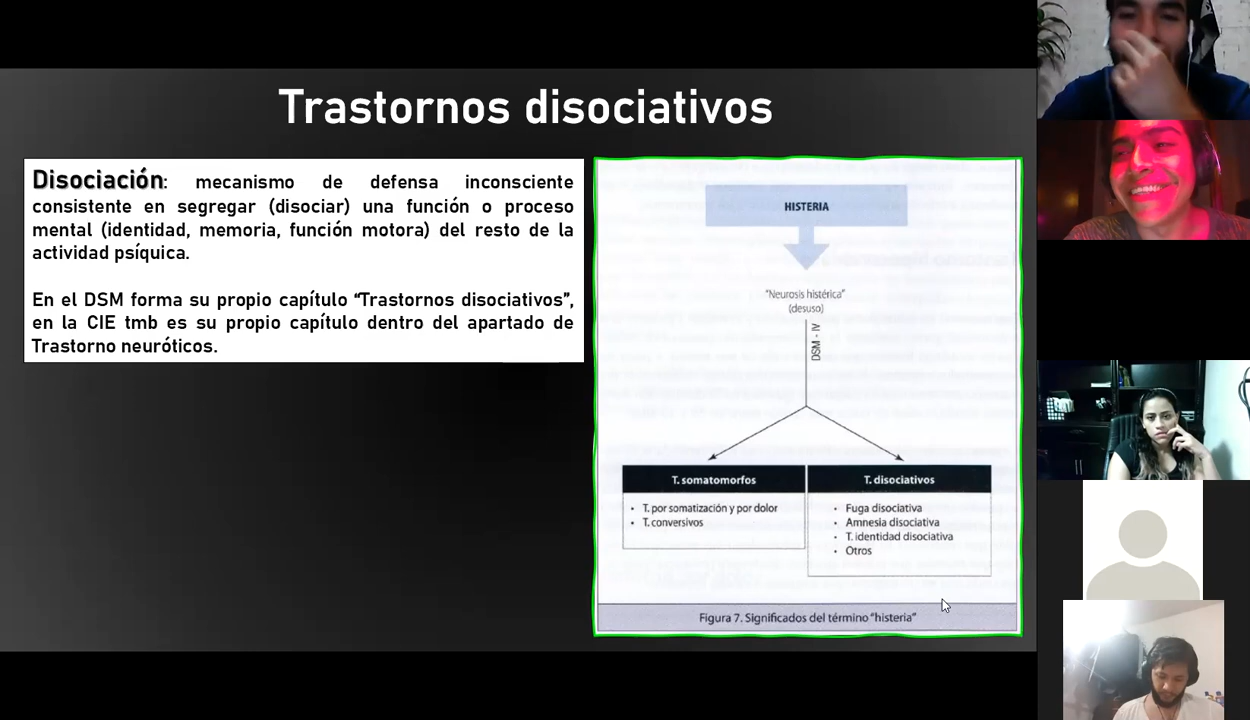 Trastornos disociativos
Disociación: mecanismo de defensa inconsciente
consistente en segregar (disociar) una función o proceso
mental (identidad, memoria, función motora) del resto de la
actividad psíquica.
En el DSM forma su propio capítulo “Trastornos disociativos”,
en la CIE tmb es su propio capítulo dentro del apartado de
Trastorno neuróticos.
HISTERIA
"Neurosis histérica"
(desuso)
DSM - IV
T. somatomorfos
• T. por somatización y por dolor
• T. conversivos
T. disociativos
• Fuga disociativa
• Amnesia disociativa
• T. identidad disociativa
• Otros
Figura 7. Significados del término "histeria"